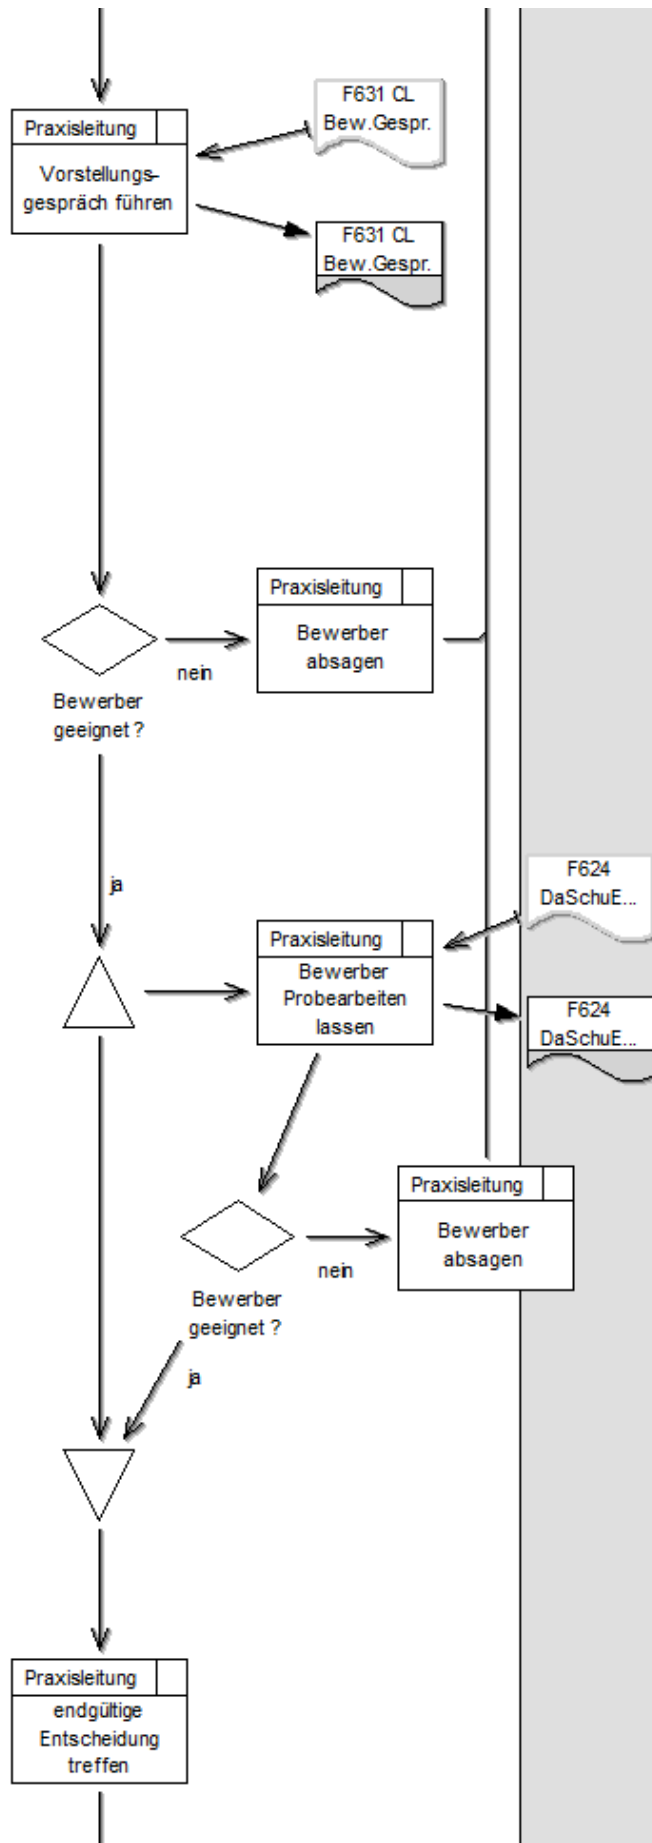 F631 CL
Bew.Gespr.
Praxisleitung
Vorstellungs-
gespräch führen
F631 CL
Bew.Gespr.
Praxisleitung
Bewerber
absagen
nein
Bewerber
geeignet ?
ja
F624
DaSchuE...
Praxisleitung
Bewerber
Probearbeiten
lassen
F624
DaSchuE...
Praxisleitung
Bewerber
absagen
nein
Bewerber
geeignet ?
ja
Praxisleitung
endgültige
Entscheidung
treffen